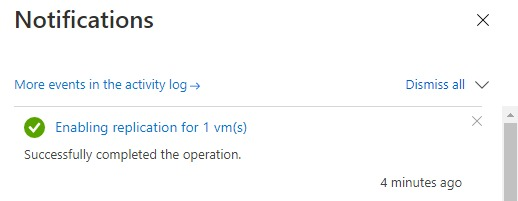 Notifications
More events in the activity log → Dismiss all
Enabling replication for 1 vm(s)
Successfully completed the operation.
4 minutes ago